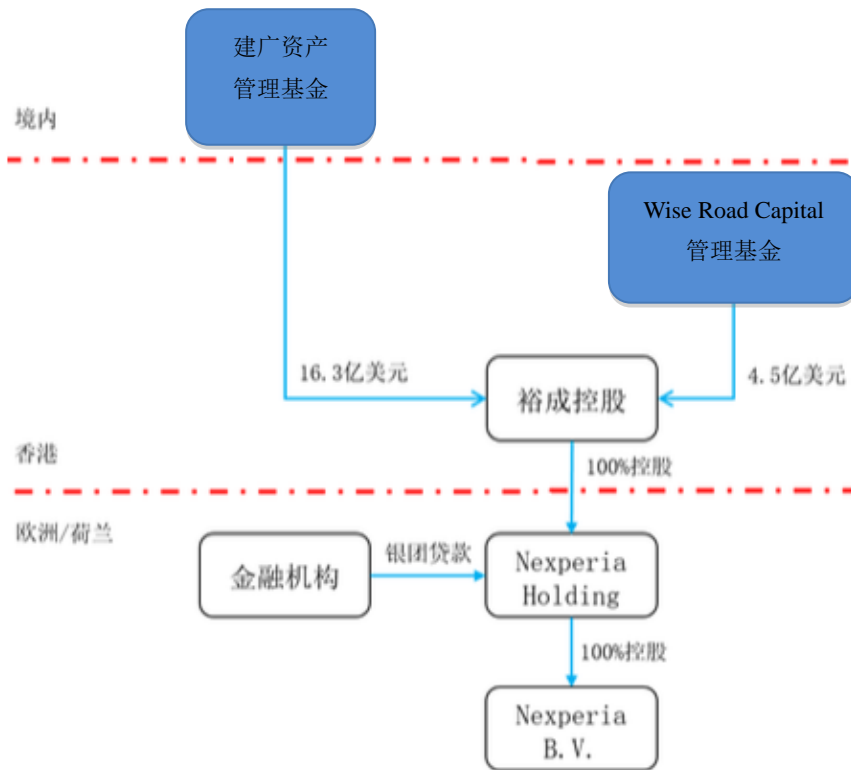 建广资产
管理基金
境内
Wise Road Capital
管理基金
16.3亿美元
4.5亿美元
裕成控股
香港
100%控股
欧洲/荷兰
金融机构
银团贷款
Nexperia
Holding
100%控股
Nexperia
B.V.